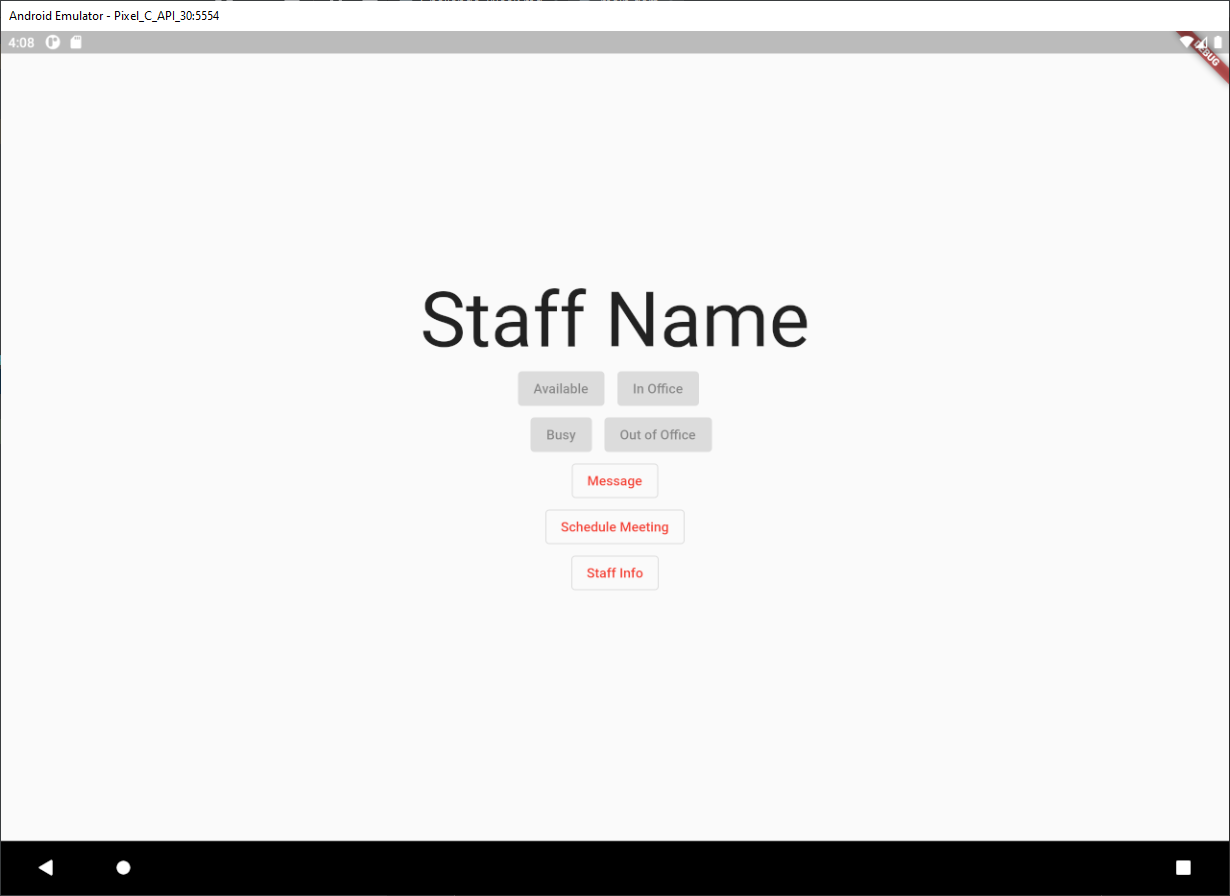 Android Emulator - Pixel_C_API_30:5554
4:08
DEBUG
Staff Name
Available In Office
Busy Out of Office
Message
Schedule Meeting
Staff Info